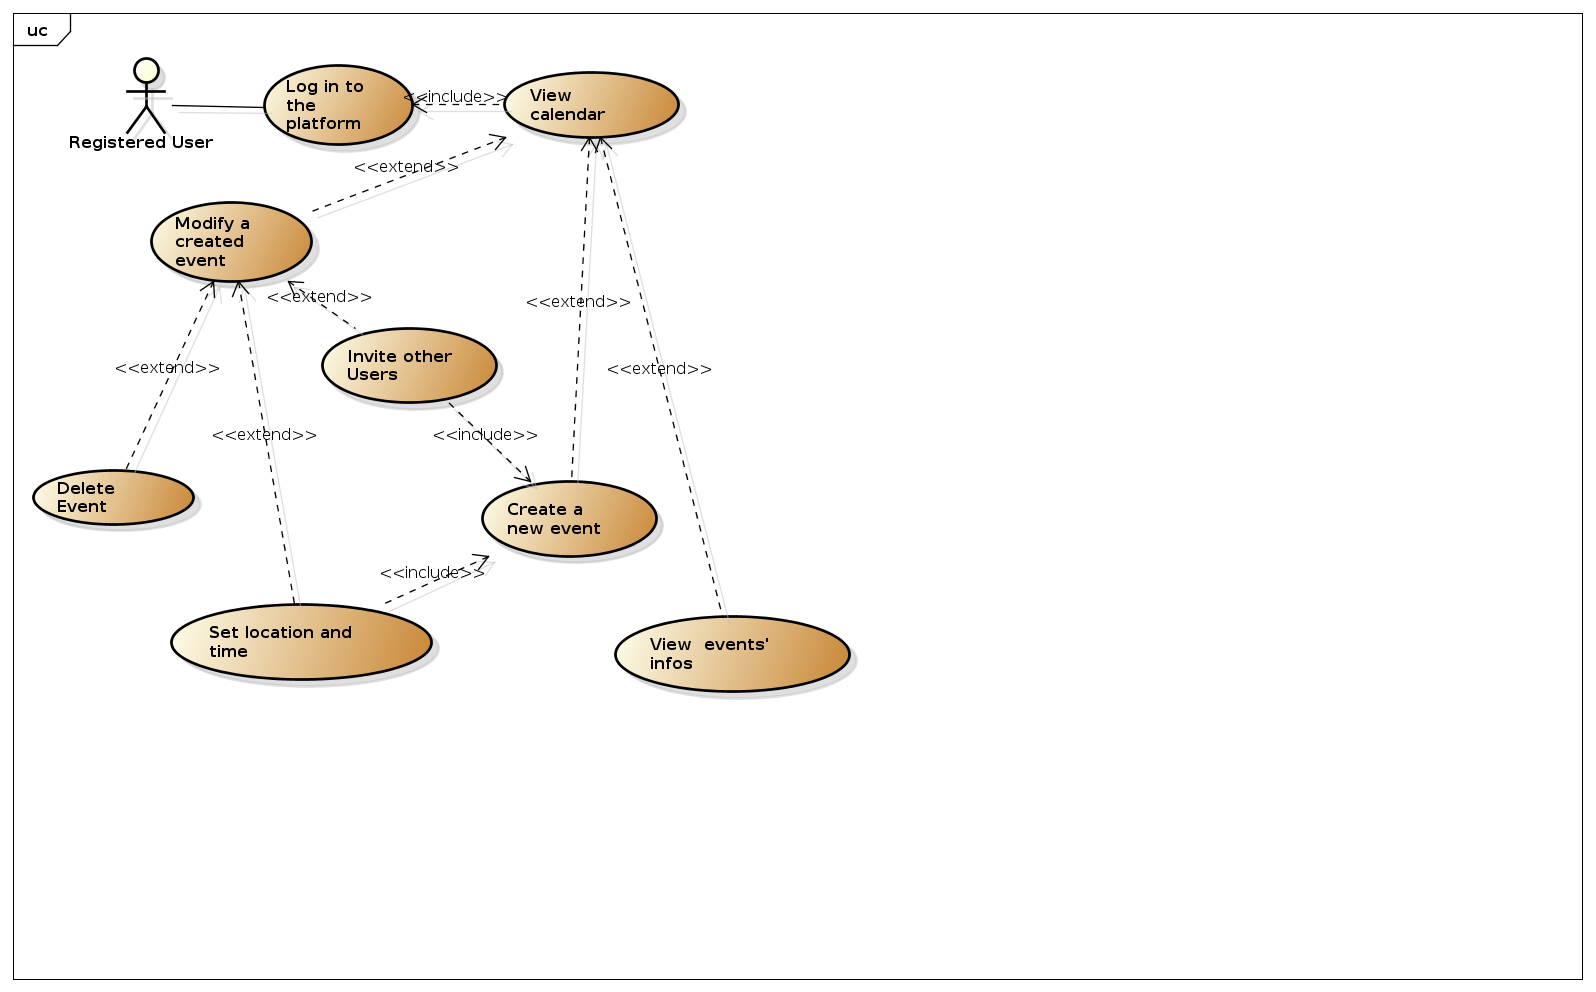 uc
Log in to
the
platform
<<include>>
View
calendar
Registered User
<<extend>>
Modify a
created
event
<<extend>>
<<extend>>
Invite other
Users
<<extend>>
<<extend>>
<<extend>>
<<include>>
Delete
Event
Create a
new event
<<include>>
Set location and
time
View  events'
infos